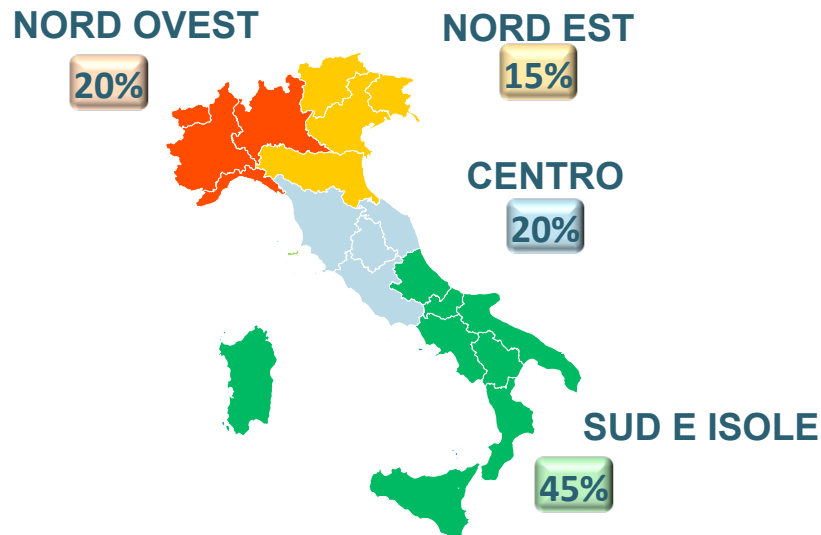 NORD OVEST
20%
NORD EST
15%
CENTRO
20%
SUD E ISOLE
45%